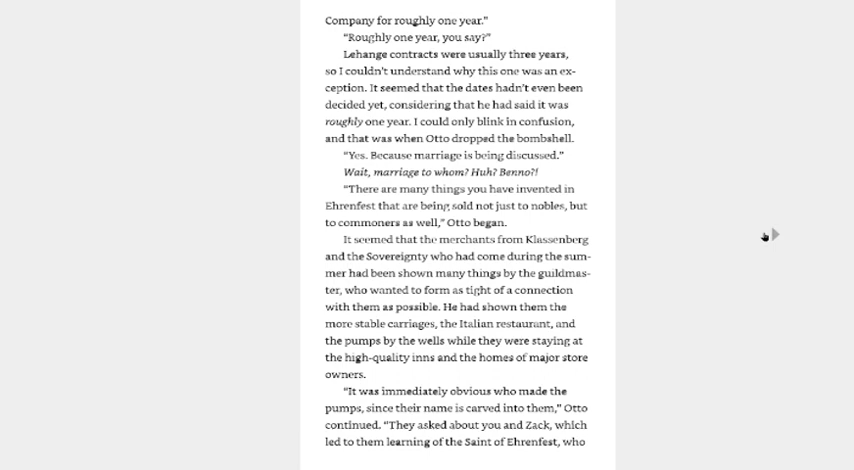 Company for roughly one year.”
“Roughly one year, you say?”
Lehange contracts were usually three years,
so I couldn’t understand why this one was an ex-
ception. It seemed that the dates hadn’t even been
decided yet, considering that he had said it was
roughly one year. I could only blink in confusion,
and that was when Otto dropped the bombshell.
“Yes. Because marriage is being discussed.”
Wait, marriage to whom? Huh? Benno?!
“There are many things you have invented in
Ehrenfest that are being sold not just to nobles, but
to commoners as well,” Otto began.
It seemed that the merchants from Klassenberg
and the Sovereignty who had come during the sum-
mer had been shown many things by the guildmas-
ter, who wanted to form as tight of a connection
with them as possible. He had shown them the
more stable carriages, the Italian restaurant, and
the pumps by the wells while they were staying at
the high-quality inns and the homes of major store
owners.
“It was immediately obvious who made the
pumps, since their name is carved into them,” Otto
continued. “They asked about you and Zack, which
led to them learning of the Saint of Ehrenfest, who